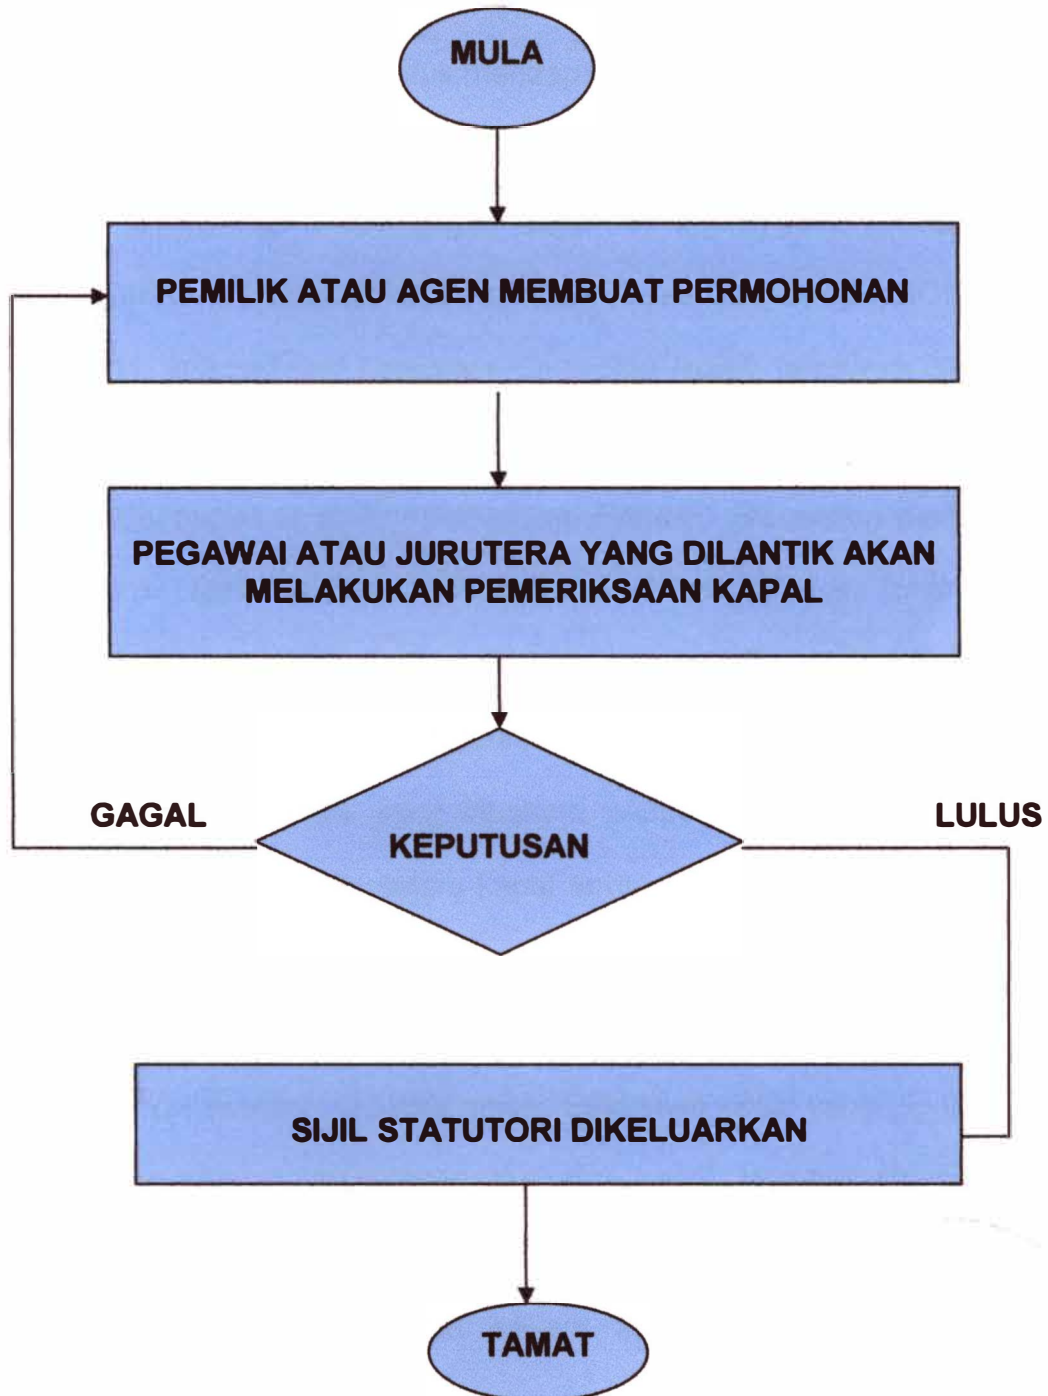 MULA
PEMILIK ATAU AGEN MEMBUAT PERMOHONAN
PEGAWAI ATAU JURUTERA YANG DILANTIK AKAN
MELAKUKAN PEMERIKSAAN KAPAL
GAGAL
KEPUTUSAN
LULUS
SIJIL STATUTORI DIKELUARKAN
TAMAT